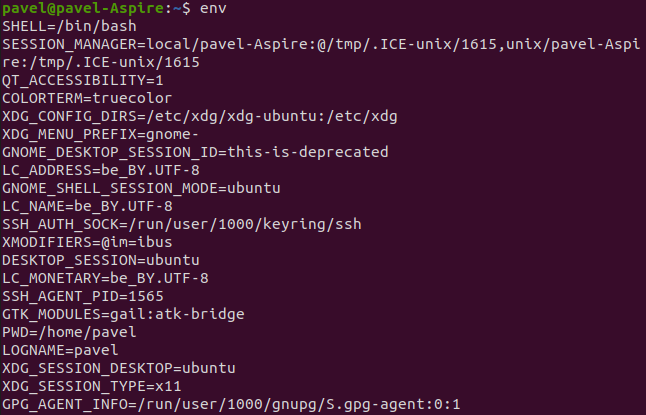 pavel@pavel-Aspire:~$ env
SHELL=/bin/bash
SESSION_MANAGER=local/pavel-Aspire:@/tmp/.ICE-unix/1615,unix/pavel-Aspi
re:/tmp/.ICE-unix/1615
QT_ACCESSIBILITY=1
COLORTERM=truecolor
XDG_CONFIG_DIRS=/etc/xdg/xdg-ubuntu:/etc/xdg
XDG_MENU_PREFIX=gnome-
GNOME_DESKTOP_SESSION_ID=this-is-deprecated
LC_ADDRESS=be_BY.UTF-8
GNOME_SHELL_SESSION_MODE=ubuntu
LC_NAME=be_BY.UTF-8
SSH_AUTH_SOCK=/run/user/1000/keyring/ssh
XMODIFIERS=@im=ibus
DESKTOP_SESSION=ubuntu
LC_MONETARY=be_BY.UTF-8
SSH_AGENT_PID=1565
GTK_MODULES=gail:atk-bridge
PWD=/home/pavel
LOGNAME=pavel
XDG_SESSION_DESKTOP=ubuntu
XDG_SESSION_TYPE=x11
GPG_AGENT_INFO=/run/user/1000/gnupg/S.gpg-agent:0:1